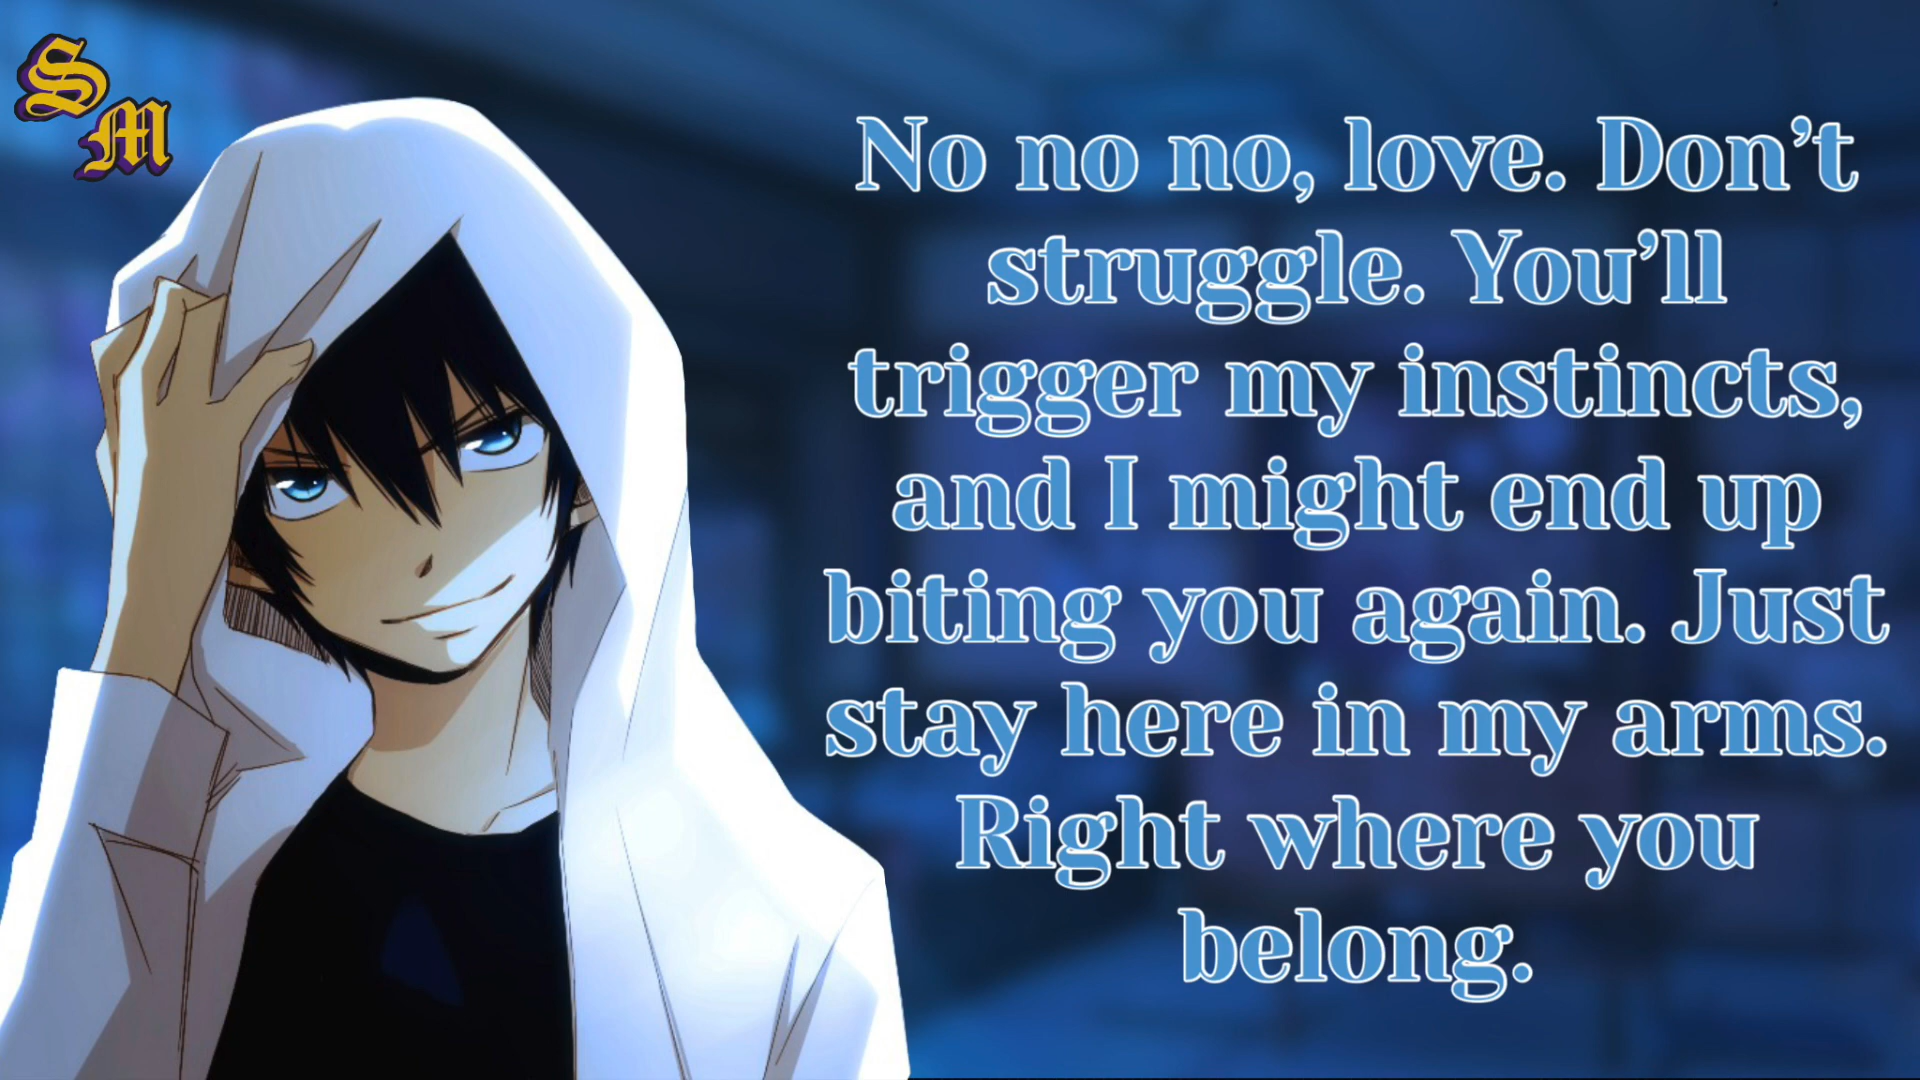 S
M
No no no, love. Don’t
struggle. You’ll
trigger my instincts,
and I might end up
biting you again. Just
stay here in my arms.
Right where you
belong.